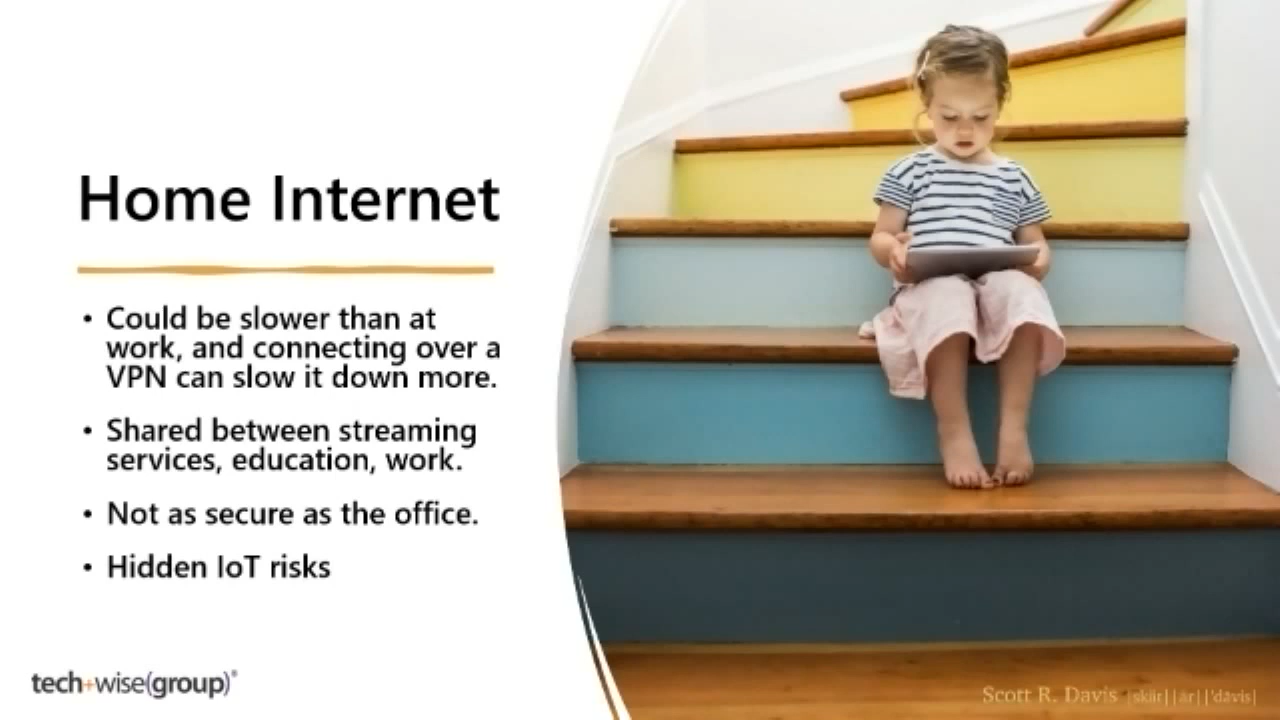 Home Internet
• Could be slower than at
work, and connecting over a
VPN can slow it down more.
• Shared between streaming
services, education, work.
• Not as secure as the office.
• Hidden IoT risks
tech+wise(group)®
Scott R. Davis